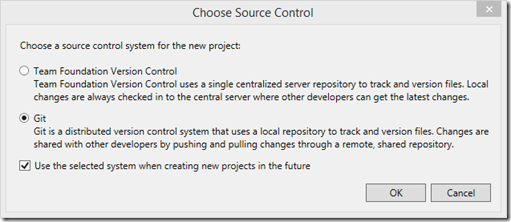 Choose Source Control
Choose a source control system for the new project:
Team Foundation Version Control
Team Foundation Version Control uses a single centralized server repository to track and version files. Local
changes are always checked in to the central server where other developers can get the latest changes.
Git
Git is a distributed version control system that uses a local repository to track and version files. Changes are
shared with other developers by pushing and pulling changes through a remote, shared repository.
Use the selected system when creating new projects in the future
OK Cancel